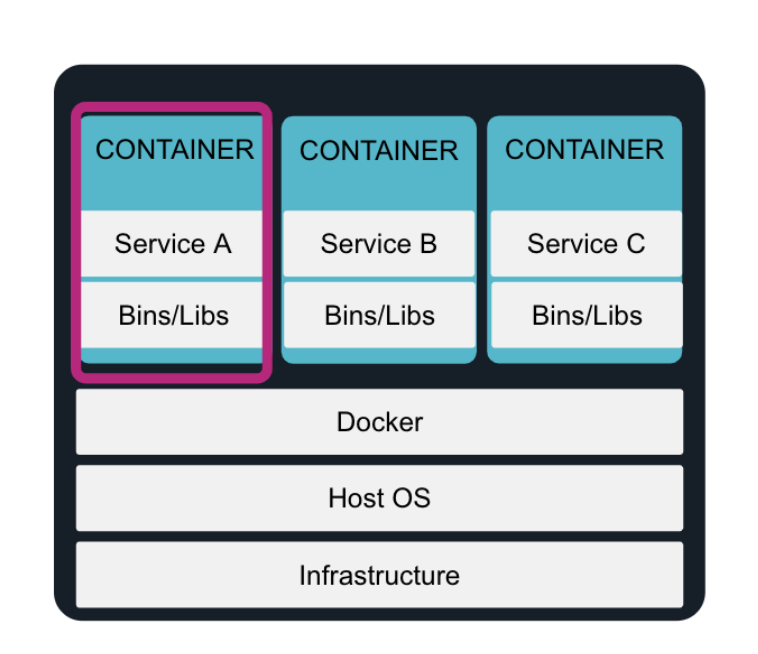 CONTAINER
CONTAINER
CONTAINER
Service A
Service B
Service C
Bins/Libs
Bins/Libs
Bins/Libs
Docker
Host OS
Infrastructure